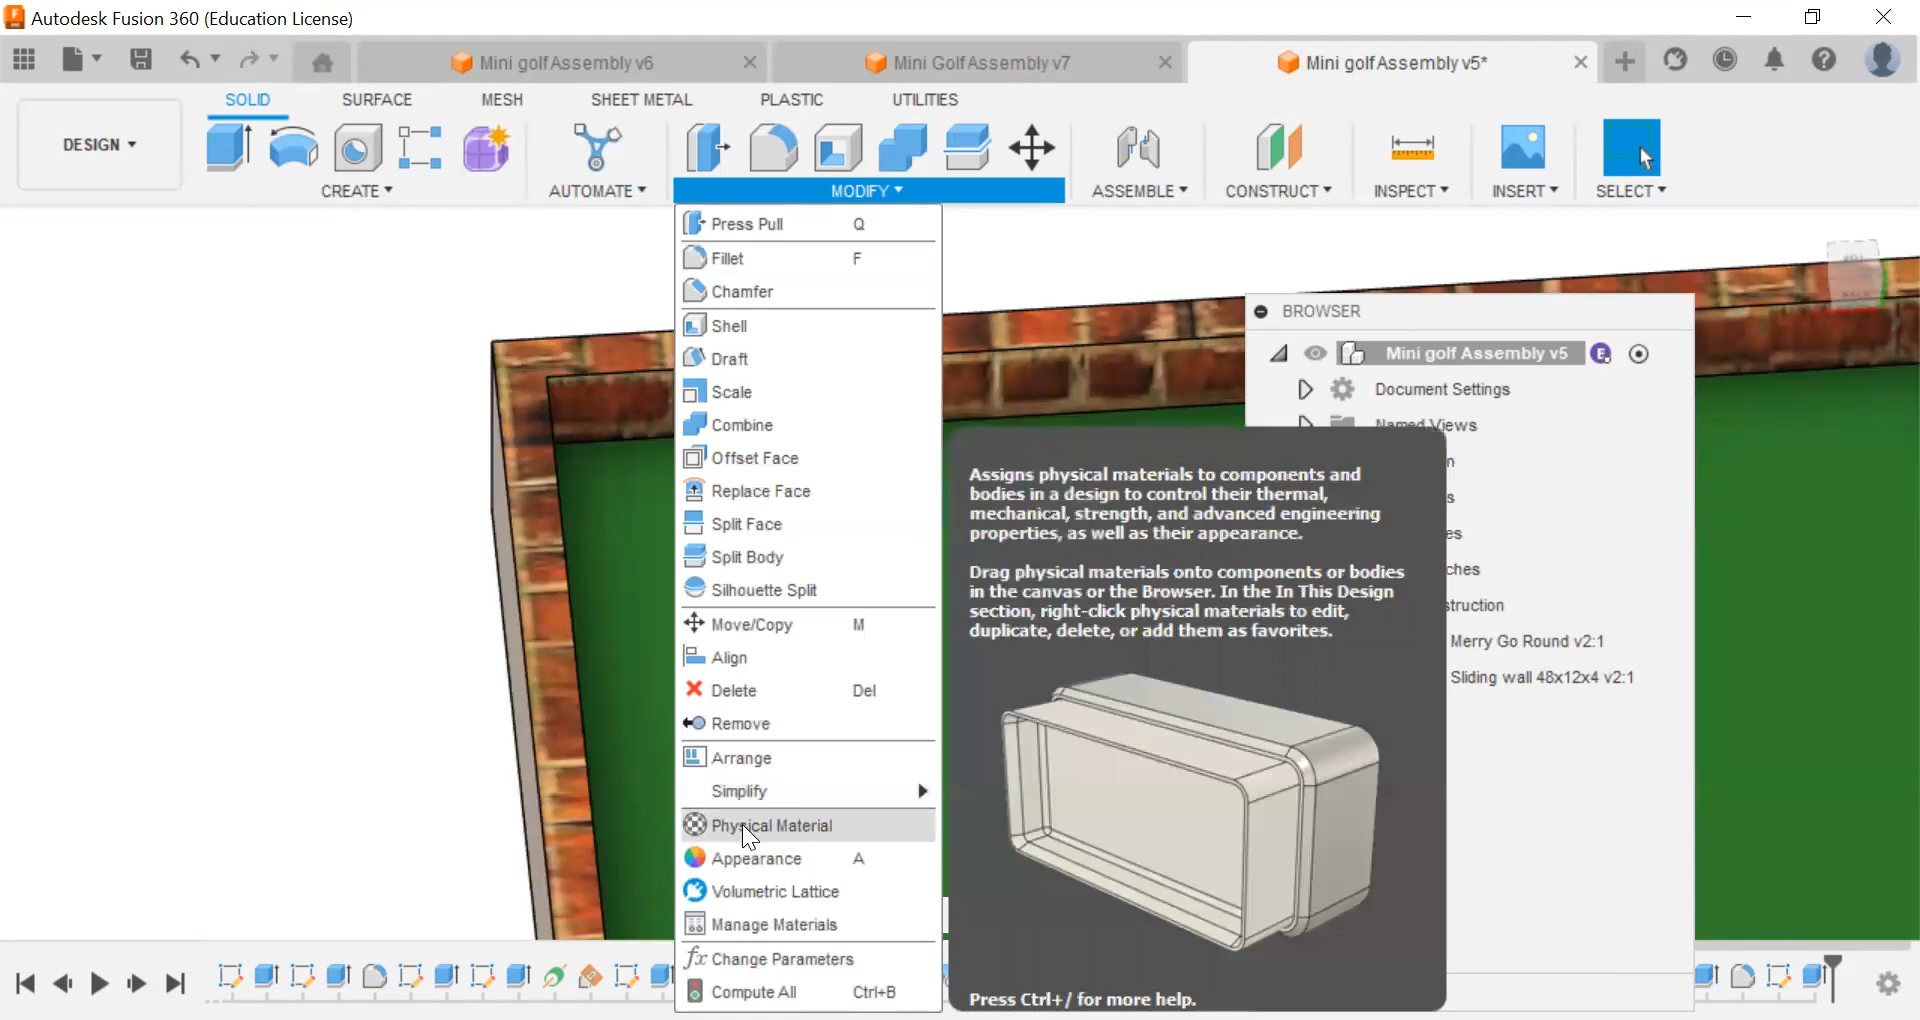 Autodesk Fusion 360 (Education License)
Mini golf Assembly v6
Mini Golf Assembly v7
Mini golf Assembly v5*
SOLID
SURFACE
MESH
SHEET METAL
PLASTIC
UTILITIES
DESIGN
CREATE
AUTOMATE
MODIFY
ASSEMBLE
CONSTRUCT
INSPECT
INSERT
SELECT
Press Pull Q
Fillet F
Chamfer
Shell
Draft
Scale
Combine
Offset Face
Replace Face
Split Face
Split Body
Silhouette Split
Move/Copy M
Align
Delete Del
Remove
Arrange
Simplify
Physical Material
Appearance A
Volumetric Lattice
Manage Materials
fx Change Parameters
Compute All Ctrl+B
BROWSER
Mini golf Assembly v5
Document Settings
Named Views
n
s
es
ches
struction
Merry Go Round v2:1
Sliding wall 48x12x4 v2:1
Assigns physical materials to components and
bodies in a design to control their thermal,
mechanical, strength, and advanced engineering
properties, as well as their appearance.
Drag physical materials onto components or bodies
in the canvas or the Browser. In the In This Design
section, right-click physical materials to edit,
duplicate, delete, or add them as favorites.
Press Ctrl+/ for more help.